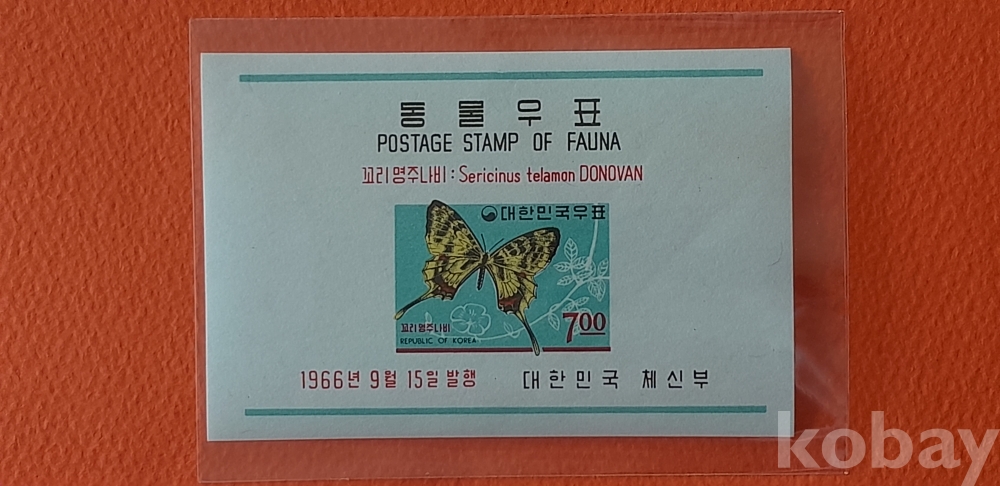 동물우표
POSTAGE STAMP OF FAUNA
꼬리명주나비 : Sericinus telamon DONOVAN
대한민국우표
꼬리명주나비
REPUBLIC OF KOREA
700
1966년 9월 15일 발행 대한민국 체신부
kobay